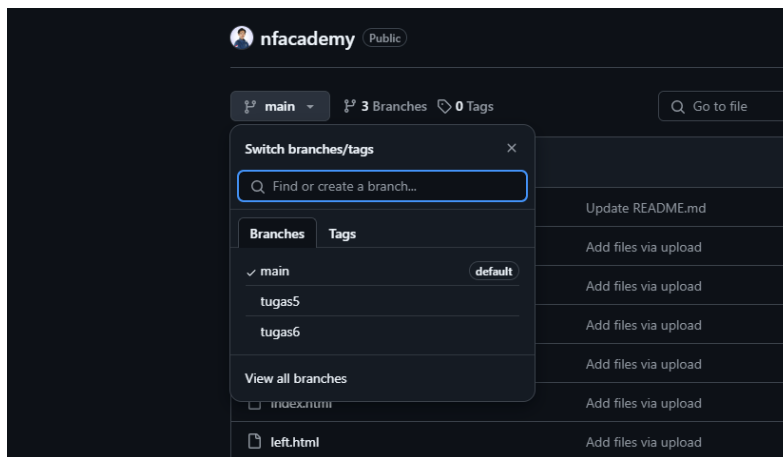 nfacademy Public
main 3 Branches 0 Tags Go to file
Switch branches/tags
Find or create a branch...
Branches Tags
main default
tugas5
tugas6
View all branches
Update README.md
Add files via upload
Add files via upload
Add files via upload
Add files via upload
index.html Add files via upload
left.html Add files via upload